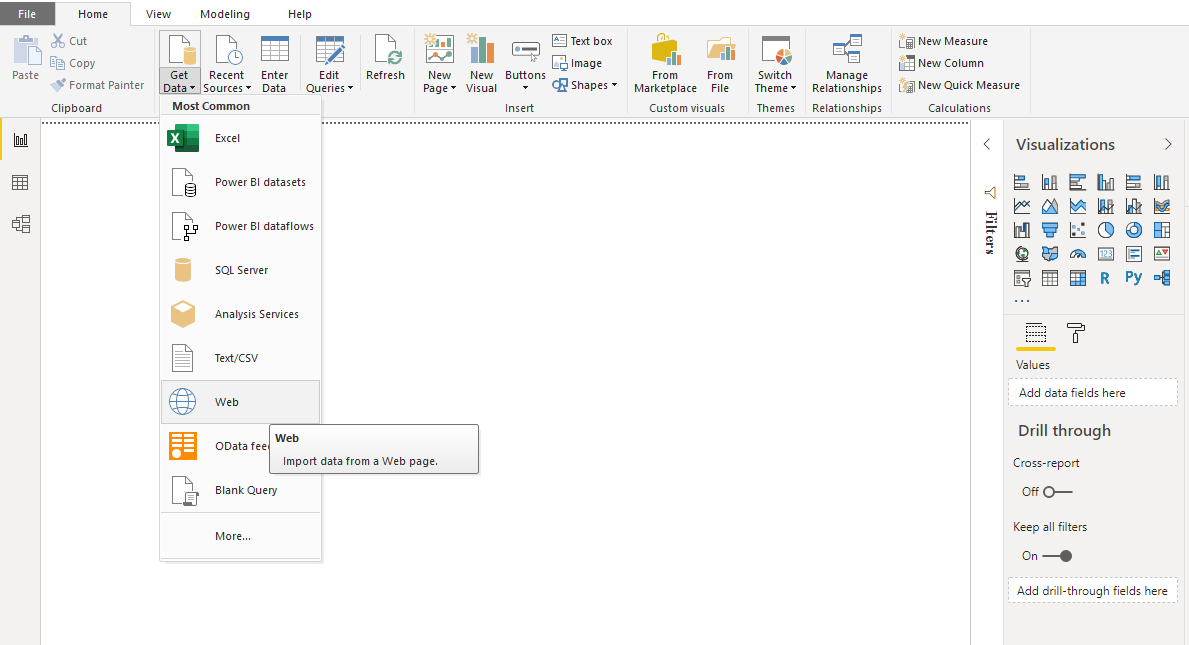 File Home View Modeling Help
Paste
Cut
Copy
Format Painter
Clipboard
Get Data
Recent Sources
Enter Data
Edit Queries
Refresh
New Page
New Visual
Buttons
Text box
Image
Shapes
Insert
From Marketplace
From File
Custom visuals
Switch Theme
Themes
Manage Relationships
Relationships
New Measure
New Column
New Quick Measure
Calculations
Most Common
Excel
Power BI datasets
Power BI dataflows
SQL Server
Analysis Services
Text/CSV
Web
OData fee
Web
Import data from a Web page.
Blank Query
More...
Filters
Visualizations
123
R Py
...
Values
Add data fields here
Drill through
Cross-report
Off
Keep all filters
On
Add drill-through fields here